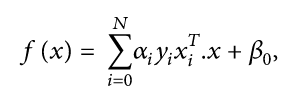 f (x) = ∑_{i=0}^{N} α_i y_i x_i^T . x + β_0,